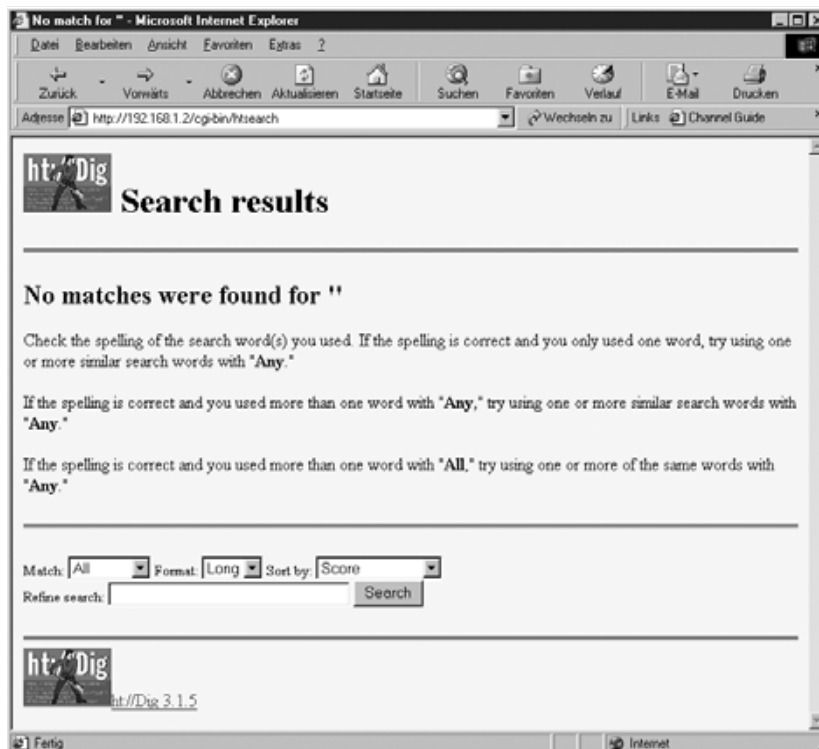 No match for '' - Microsoft Internet Explorer
Datei Bearbeiten Ansicht Favoriten Extras ?
Zurück Vorwärts Abbrechen Aktualisieren Startseite Suchen Favoriten Verlauf E-Mail Drucken
Adresse http://192.168.1.2/cgi-bin/htsearch Wechseln zu Links Channel Guide
ht://Dig Search results
No matches were found for ''
Check the spelling of the search word(s) you used. If the spelling is correct and you only used one word, try using one
or more similar search words with "Any."
If the spelling is correct and you used more than one word with "Any," try using one or more similar search words with
"Any."
If the spelling is correct and you used more than one word with "All," try using one or more of the same words with
"Any."
Match: All Format: Long Sort by: Score
Refine search: Search
ht://Dig ht://Dig 3.1.5
Fertig Internet